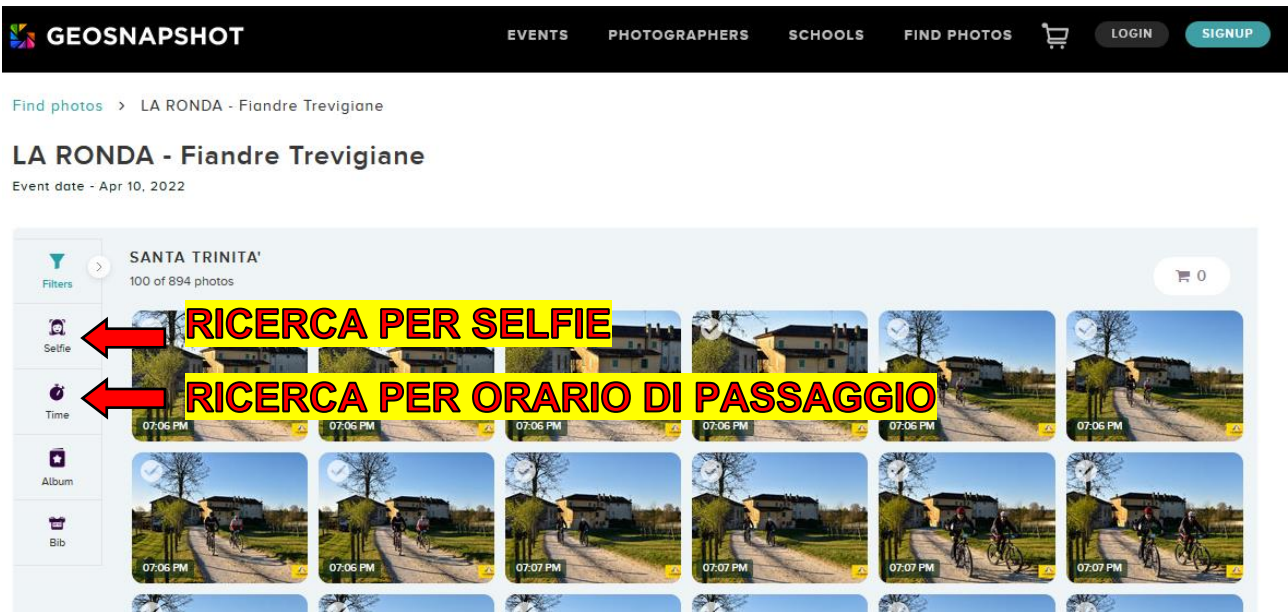 GEOSNAPSHOT
EVENTS PHOTOGRAPHERS SCHOOLS FIND PHOTOS LOGIN SIGNUP
Find photos > LA RONDA - Fiandre Trevigiane
LA RONDA - Fiandre Trevigiane
Event date - Apr 10, 2022
Filters
SANTA TRINITA'
100 of 894 photos
0
Selfie
RICERCA PER SELFIE
Time
RICERCA PER ORARIO DI PASSAGGIO
07:06 PM 07:06 PM 07:06 PM 07:06 PM 07:06 PM 07:06 PM
Album
Bib
07:06 PM 07:06 PM 07:07 PM 07:07 PM 07:07 PM 07:07 PM